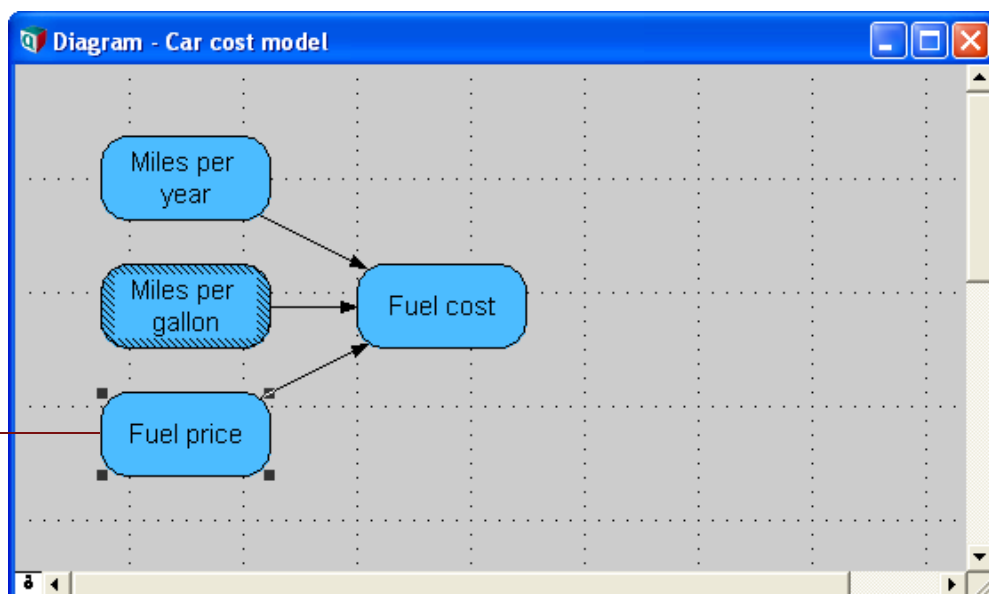 Diagram - Car cost model
Miles per
year
Miles per
gallon
Fuel cost
Fuel price